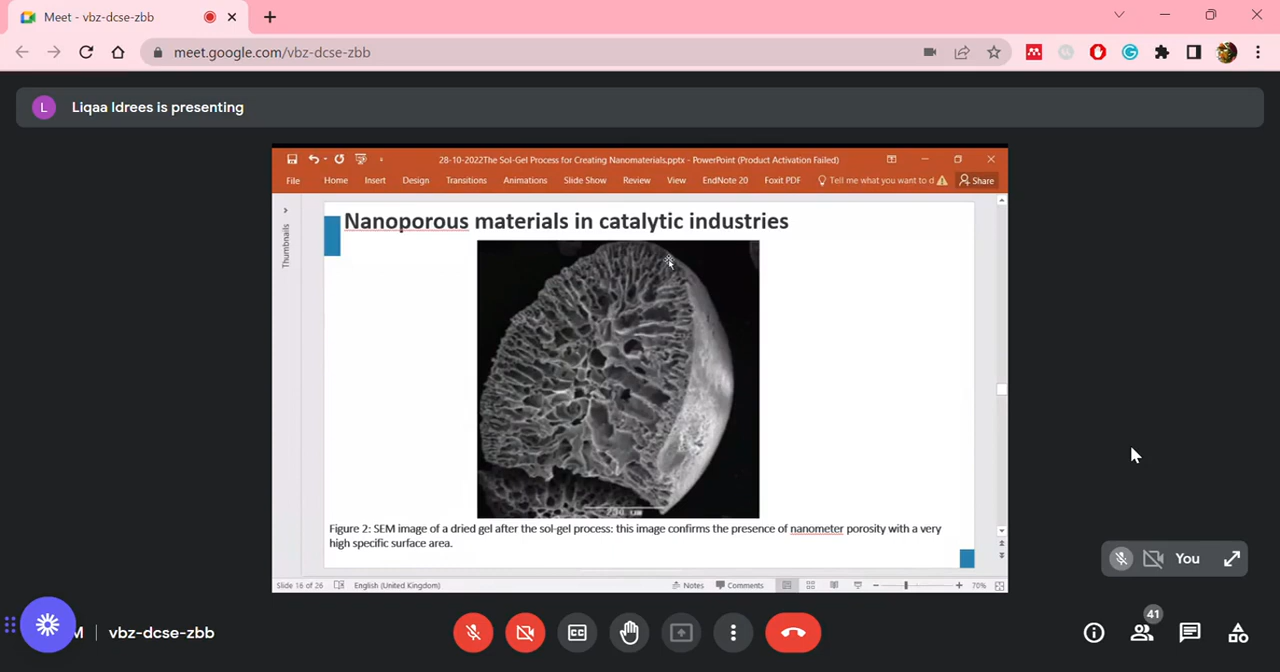 Meet - vbz-dcse-zbb
meet.google.com/vbz-dcse-zbb
L Liqaa Idrees is presenting
28-10-2022The Sol-Gel Process for Creating Nanomaterials.pptx - PowerPoint (Product Activation Failed)
File Home Insert Design Transitions Animations Slide Show Review View EndNote 20 Foxit PDF Tell me what you want to d Share
Thumbnails
Nanoporous materials in catalytic industries
Figure 2: SEM image of a dried gel after the sol-gel process: this image confirms the presence of nanometer porosity with a very
high specific surface area.
Slide 16 of 26 English (United Kingdom) Notes Comments 70%
You
M | vbz-dcse-zbb
41